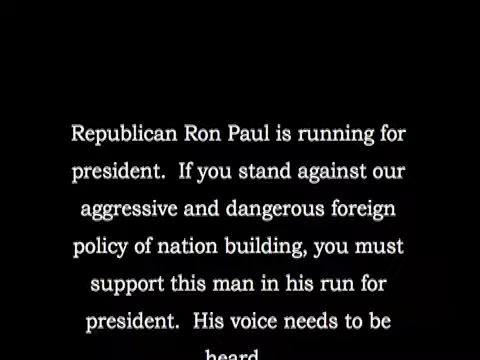 Republican Ron Paul is running for
president.  If you stand against our
aggressive and dangerous foreign
policy of nation building, you must
support this man in his run for
president.  His voice needs to be
heard